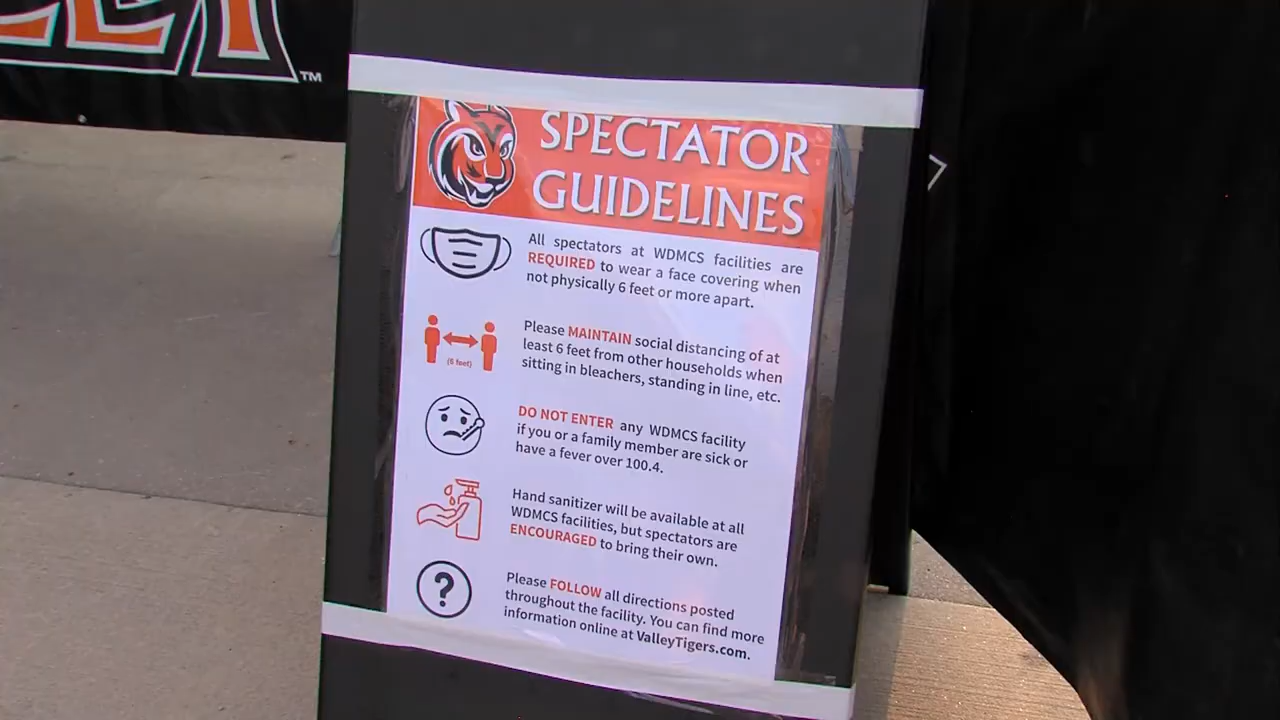 TM
SPECTATOR
GUIDELINES
All spectators at WDMCS facilities are
REQUIRED to wear a face covering when
not physically 6 feet or more apart.
(6 feet)
Please MAINTAIN social distancing of at
least 6 feet from other households when
sitting in bleachers, standing in line, etc.
DO NOT ENTER any WDMCS facility
if you or a family member are sick or
have a fever over 100.4.
Hand sanitizer will be available at all
WDMCS facilities, but spectators are
ENCOURAGED to bring their own.
?
Please FOLLOW all directions posted
throughout the facility. You can find more
information online at ValleyTigers.com.